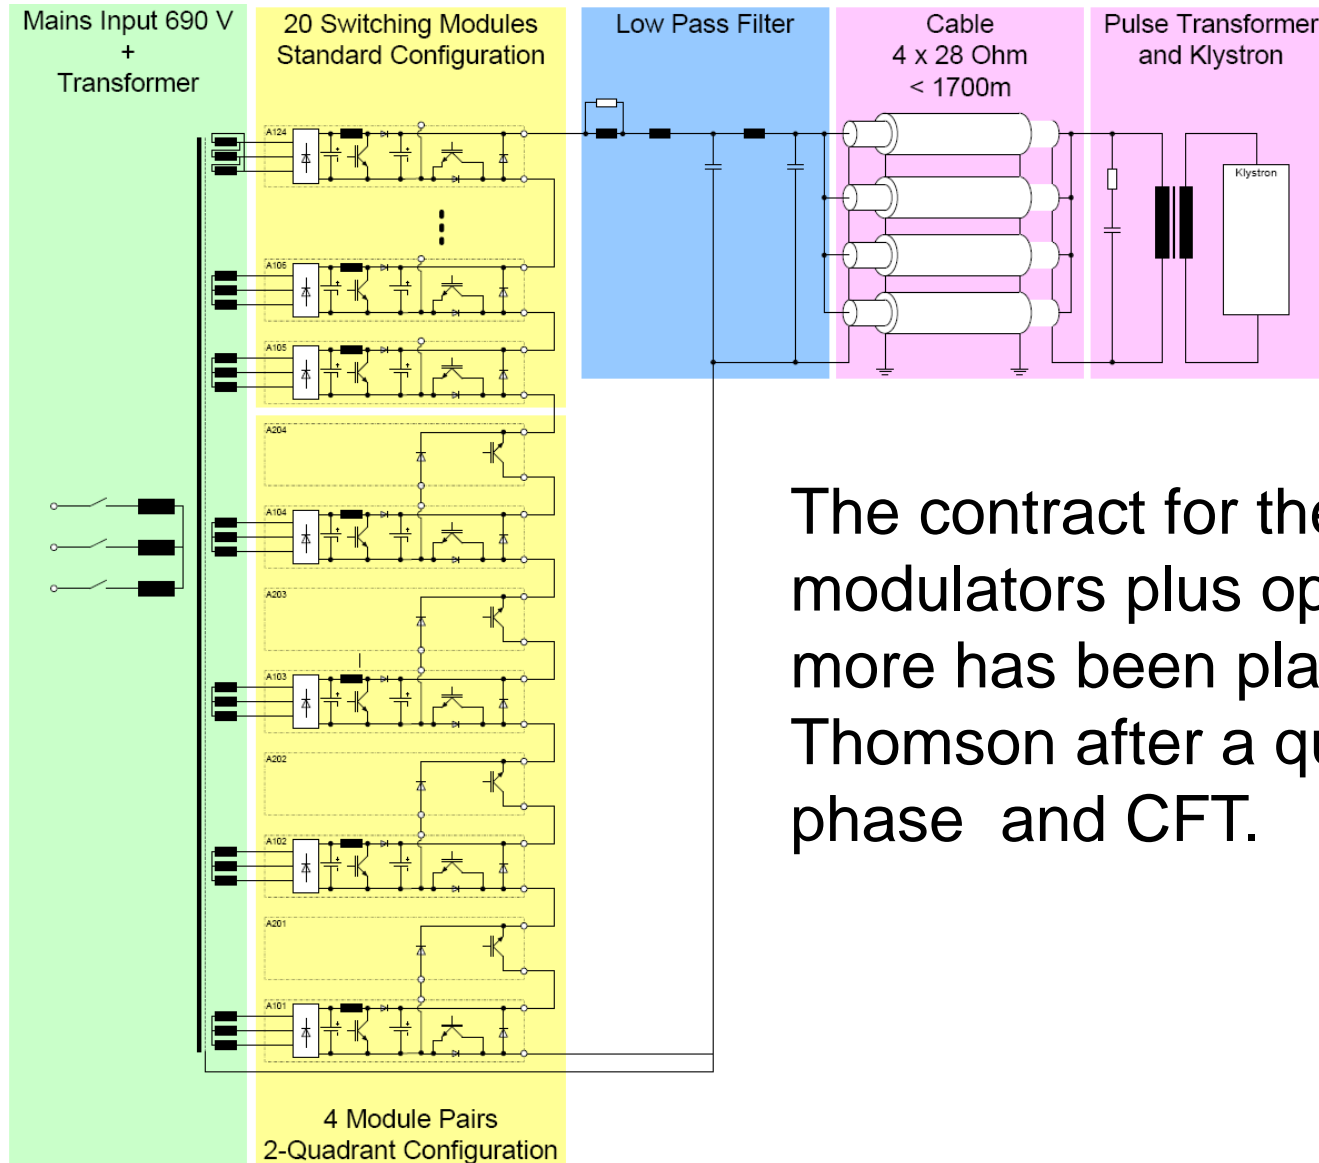 Mains Input 690 V
+
Transformer
20 Switching Modules
Standard Configuration
Low Pass Filter
Cable
4 x 28 Ohm
< 1700m
Pulse Transformer
and Klystron
A124
A106
A105
A204
A104
A203
A103
A202
A102
A201
A101
Klystron
4 Module Pairs
2-Quadrant Configuration
The contract for the
modulators plus op
more has been pla
Thomson after a qu
phase and CFT.